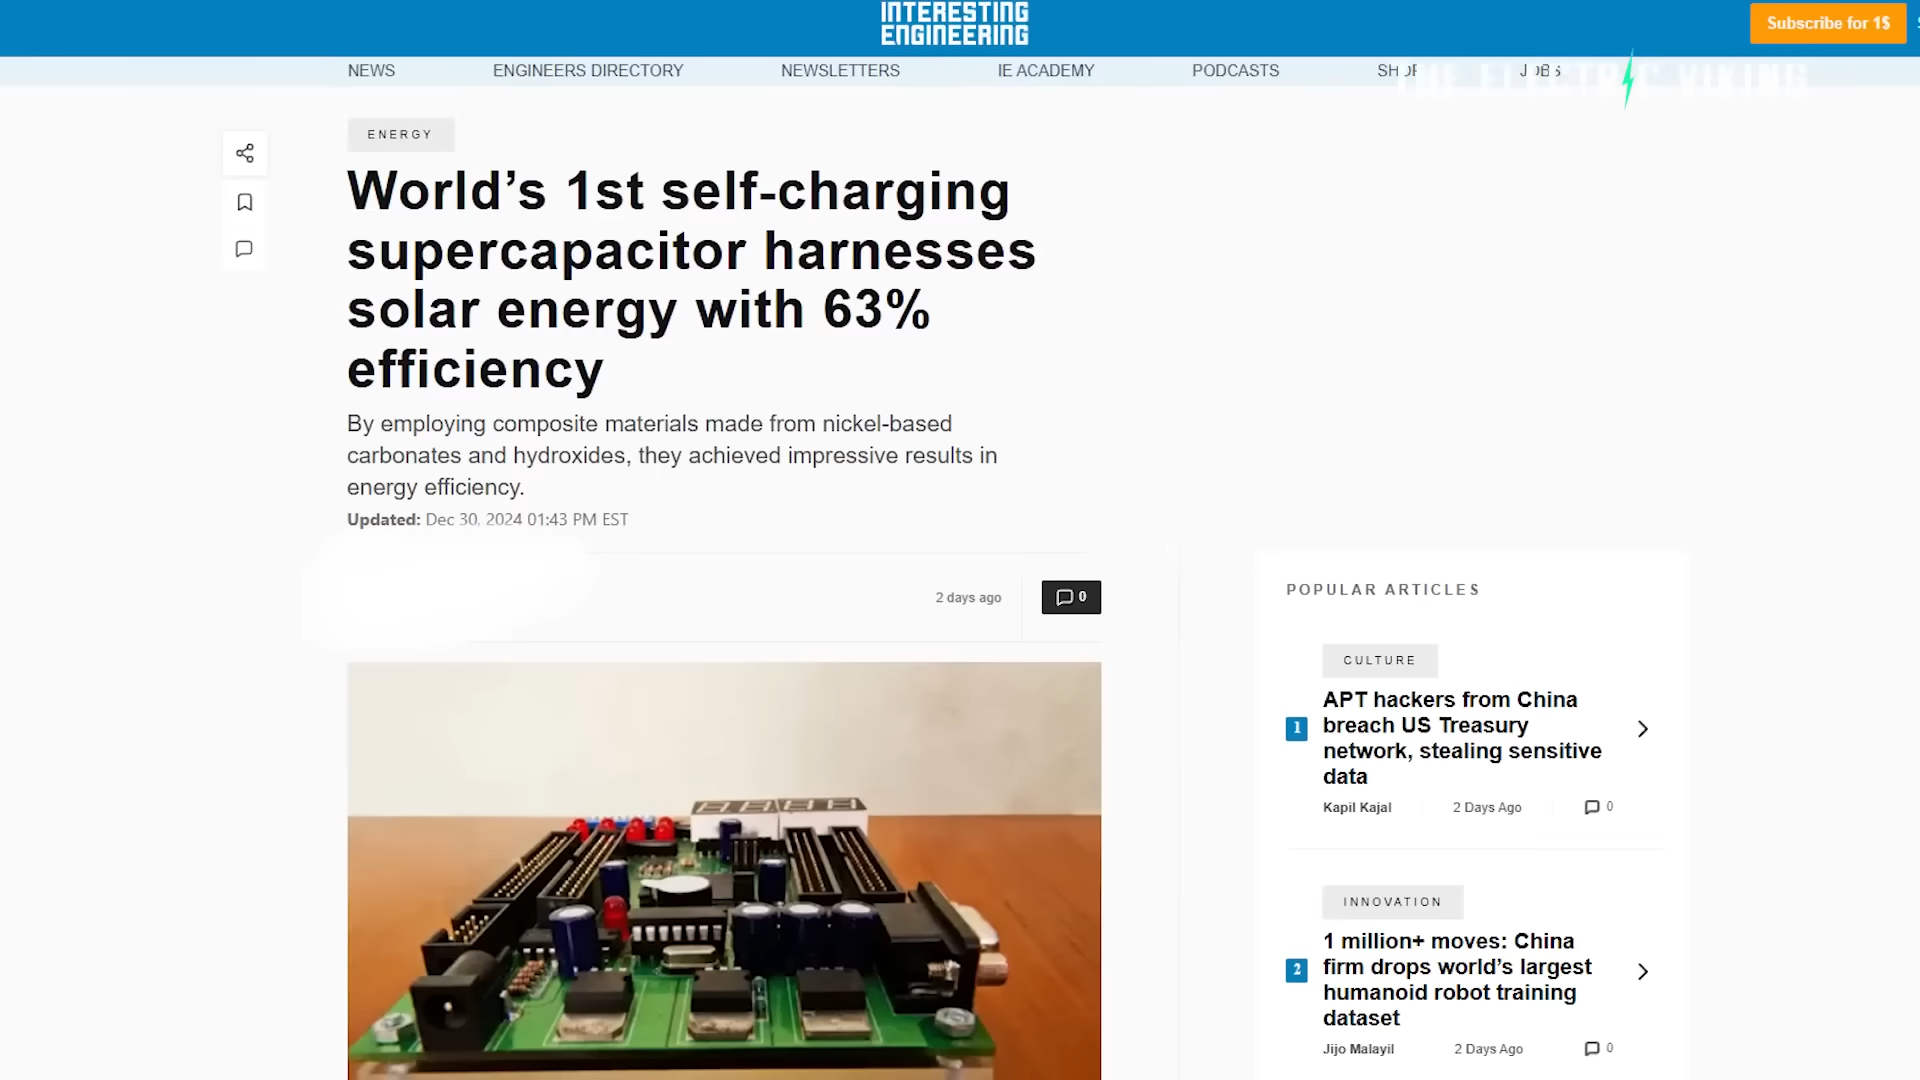 INTERESTING
ENGINEERING
Subscribe for 1$
NEWS ENGINEERS DIRECTORY NEWSLETTERS IE ACADEMY PODCASTS SHOP JOBS
THE ELECTRIC VIKING
ENERGY
World’s 1st self-charging
supercapacitor harnesses
solar energy with 63%
efficiency
By employing composite materials made from nickel-based
carbonates and hydroxides, they achieved impressive results in
energy efficiency.
Updated: Dec 30, 2024 01:43 PM EST
2 days ago 0
POPULAR ARTICLES
CULTURE
1
APT hackers from China
breach US Treasury
network, stealing sensitive
data
Kapil Kajal 2 Days Ago 0
INNOVATION
2
1 million+ moves: China
firm drops world’s largest
humanoid robot training
dataset
Jijo Malayil 2 Days Ago 0